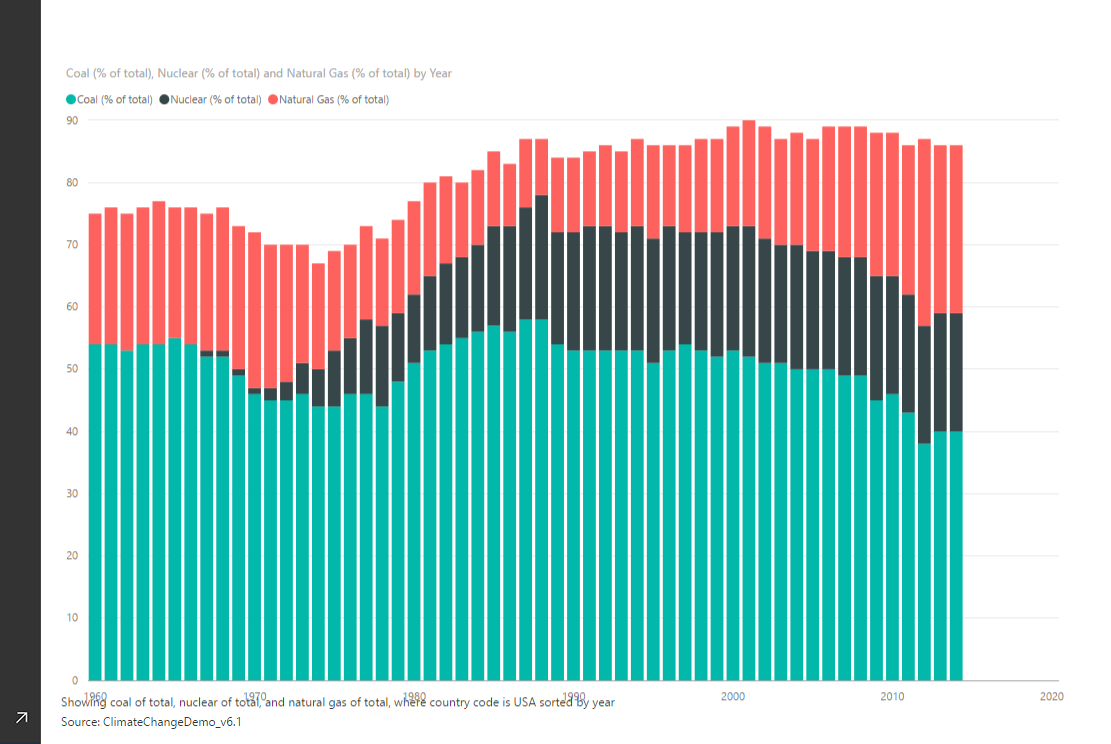 Coal (% of total), Nuclear (% of total) and Natural Gas (% of total) by Year
Coal (% of total) Nuclear (% of total) Natural Gas (% of total)
90
80
70
60
50
40
30
20
10
0
1960 1970 1980 1990 2000 2010 2020
Showing coal of total, nuclear of total, and natural gas of total, where country code is USA sorted by year
Source: ClimateChangeDemo_v6.1